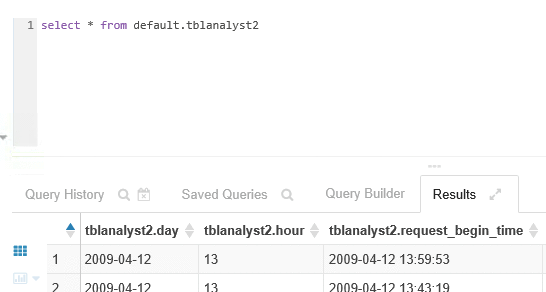 1 select * from default.tblanalyst2
Query History Saved Queries Query Builder Results
tblanalyst2.day tblanalyst2.hour tblanalyst2.request_begin_time
1 2009-04-12 13 2009-04-12 13:59:53
2 2009-04-12 13 2009-04-12 13:43:19